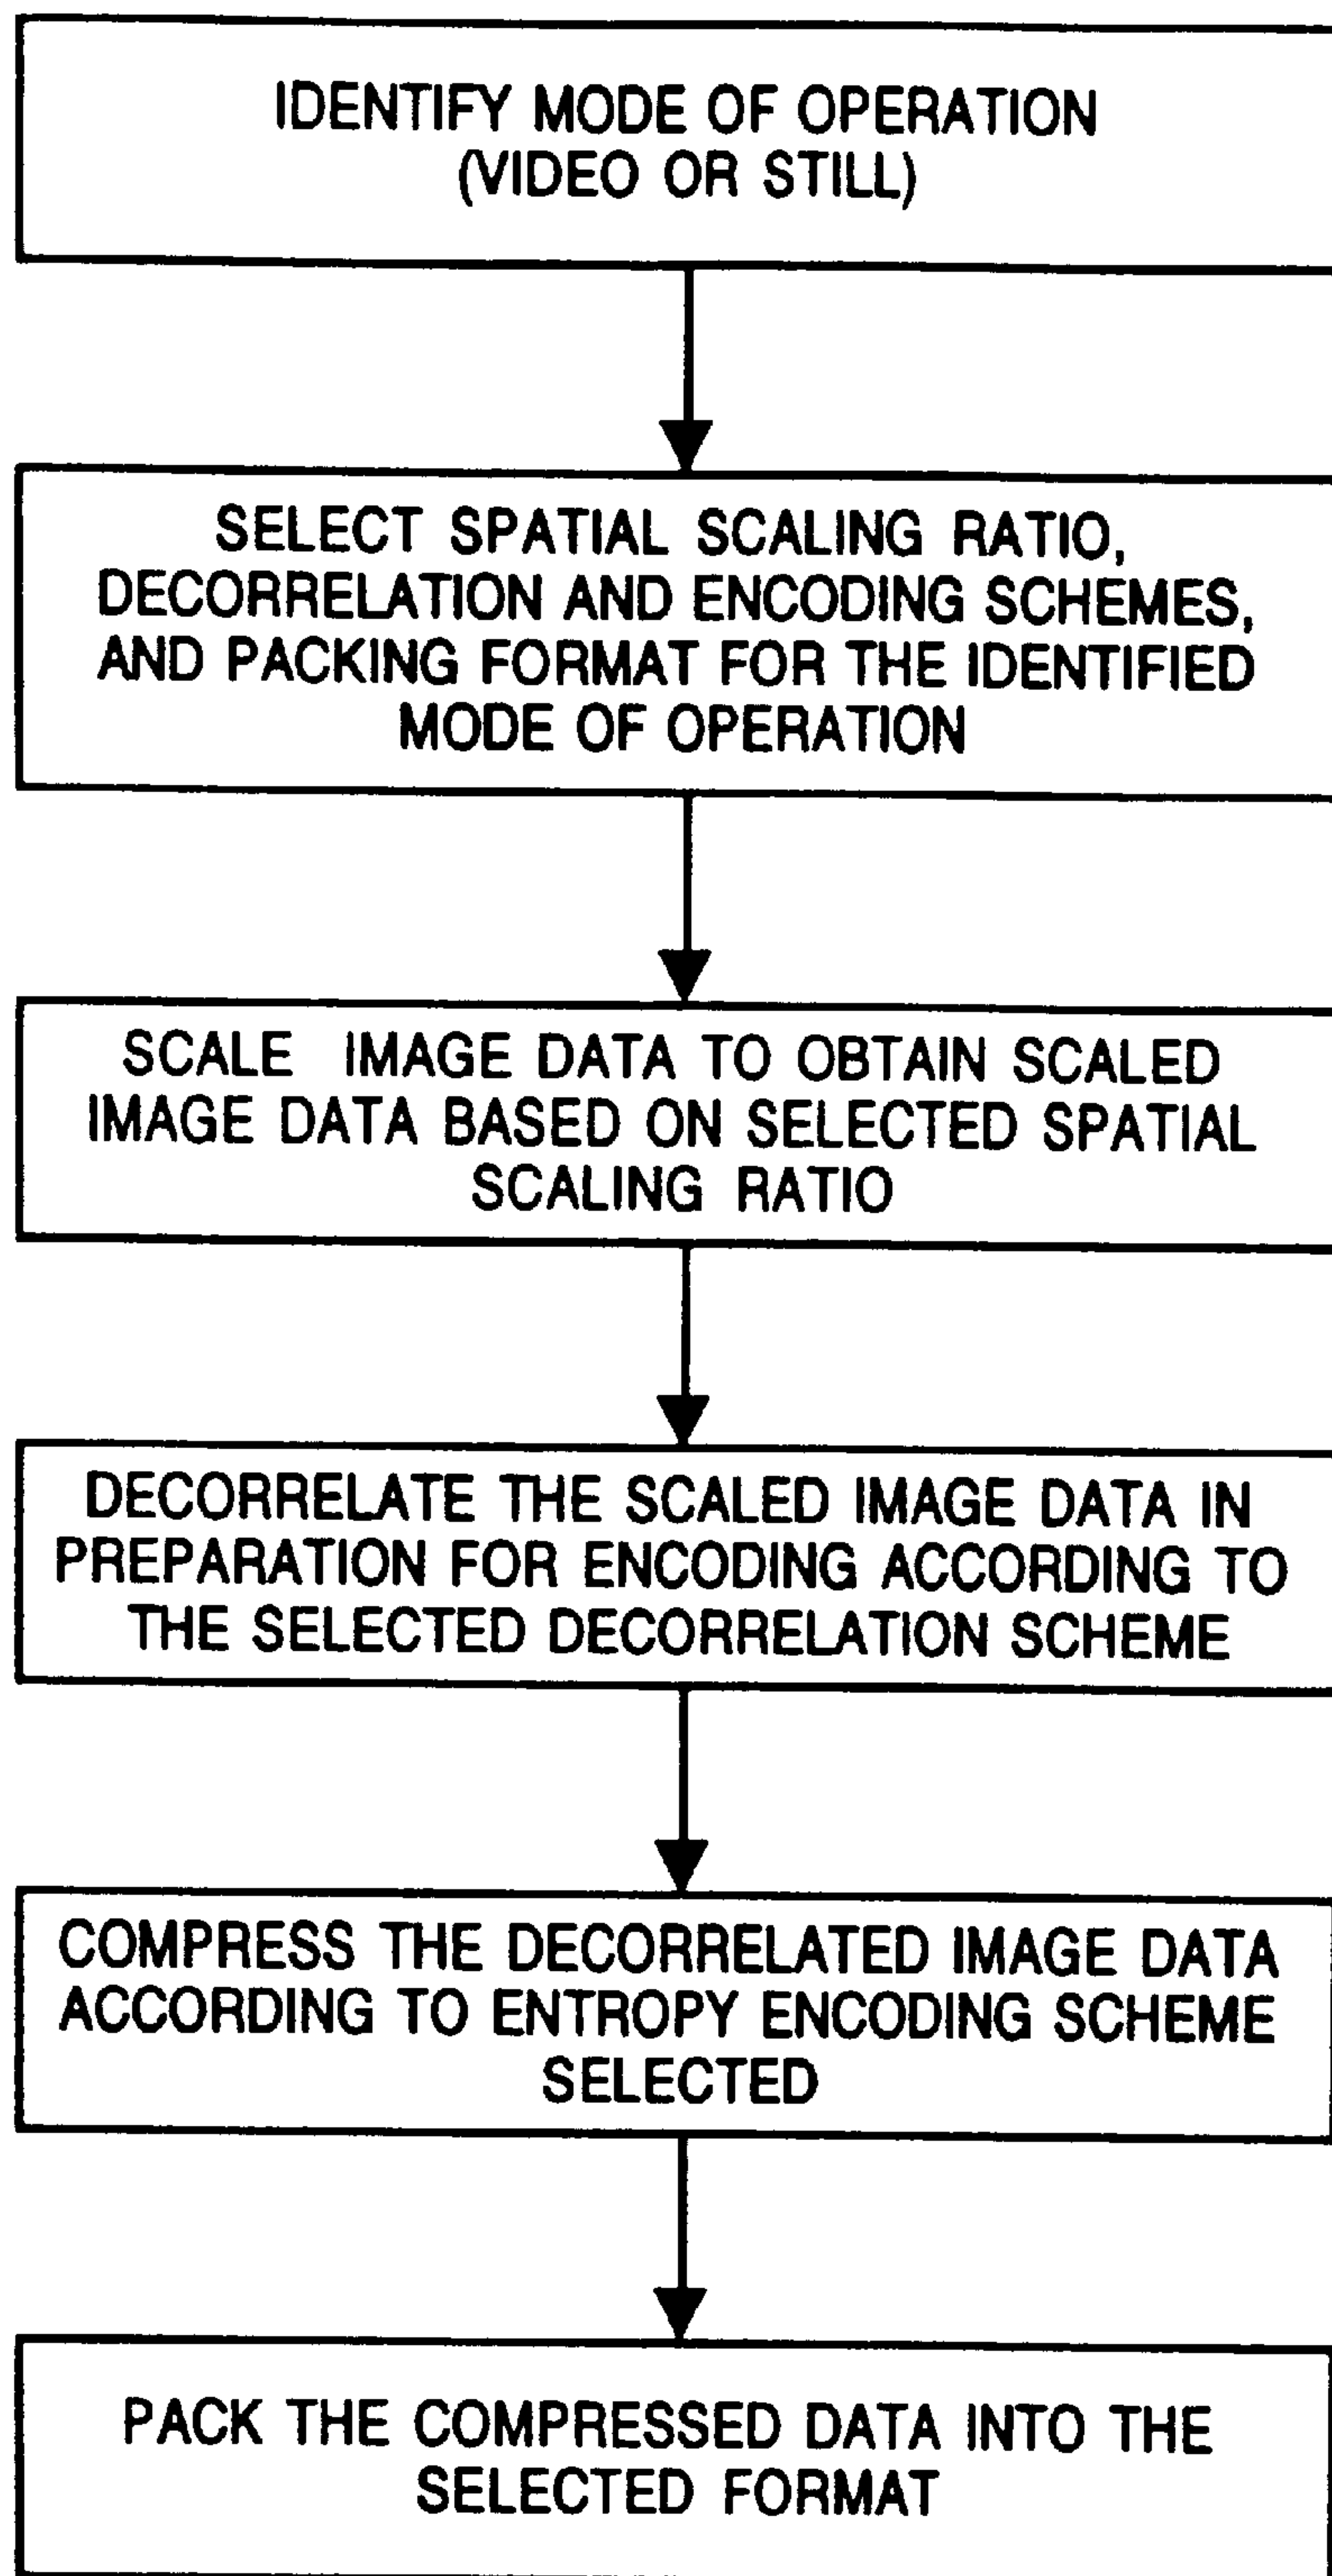 IDENTIFY MODE OF OPERATION
(VIDEO OR STILL)
SELECT SPATIAL SCALING RATIO,
DECORRELATION AND ENCODING SCHEMES,
AND PACKING FORMAT FOR THE IDENTIFIED
MODE OF OPERATION
SCALE IMAGE DATA TO OBTAIN SCALED
IMAGE DATA BASED ON SELECTED SPATIAL
SCALING RATIO
DECORRELATE THE SCALED IMAGE DATA IN
PREPARATION FOR ENCODING ACCORDING TO
THE SELECTED DECORRELATION SCHEME
COMPRESS THE DECORRELATED IMAGE DATA
ACCORDING TO ENTROPY ENCODING SCHEME
SELECTED
PACK THE COMPRESSED DATA INTO THE
SELECTED FORMAT